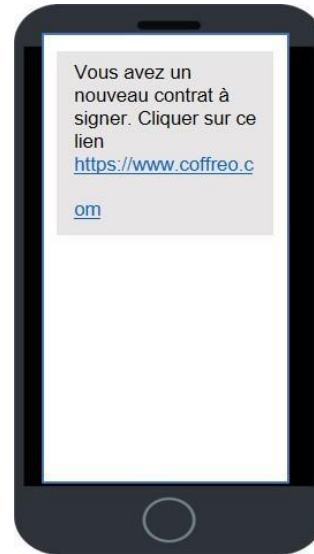 Vous avez un
nouveau contrat à
signer. Cliquer sur ce
lien
https://www.coffreo.c
om